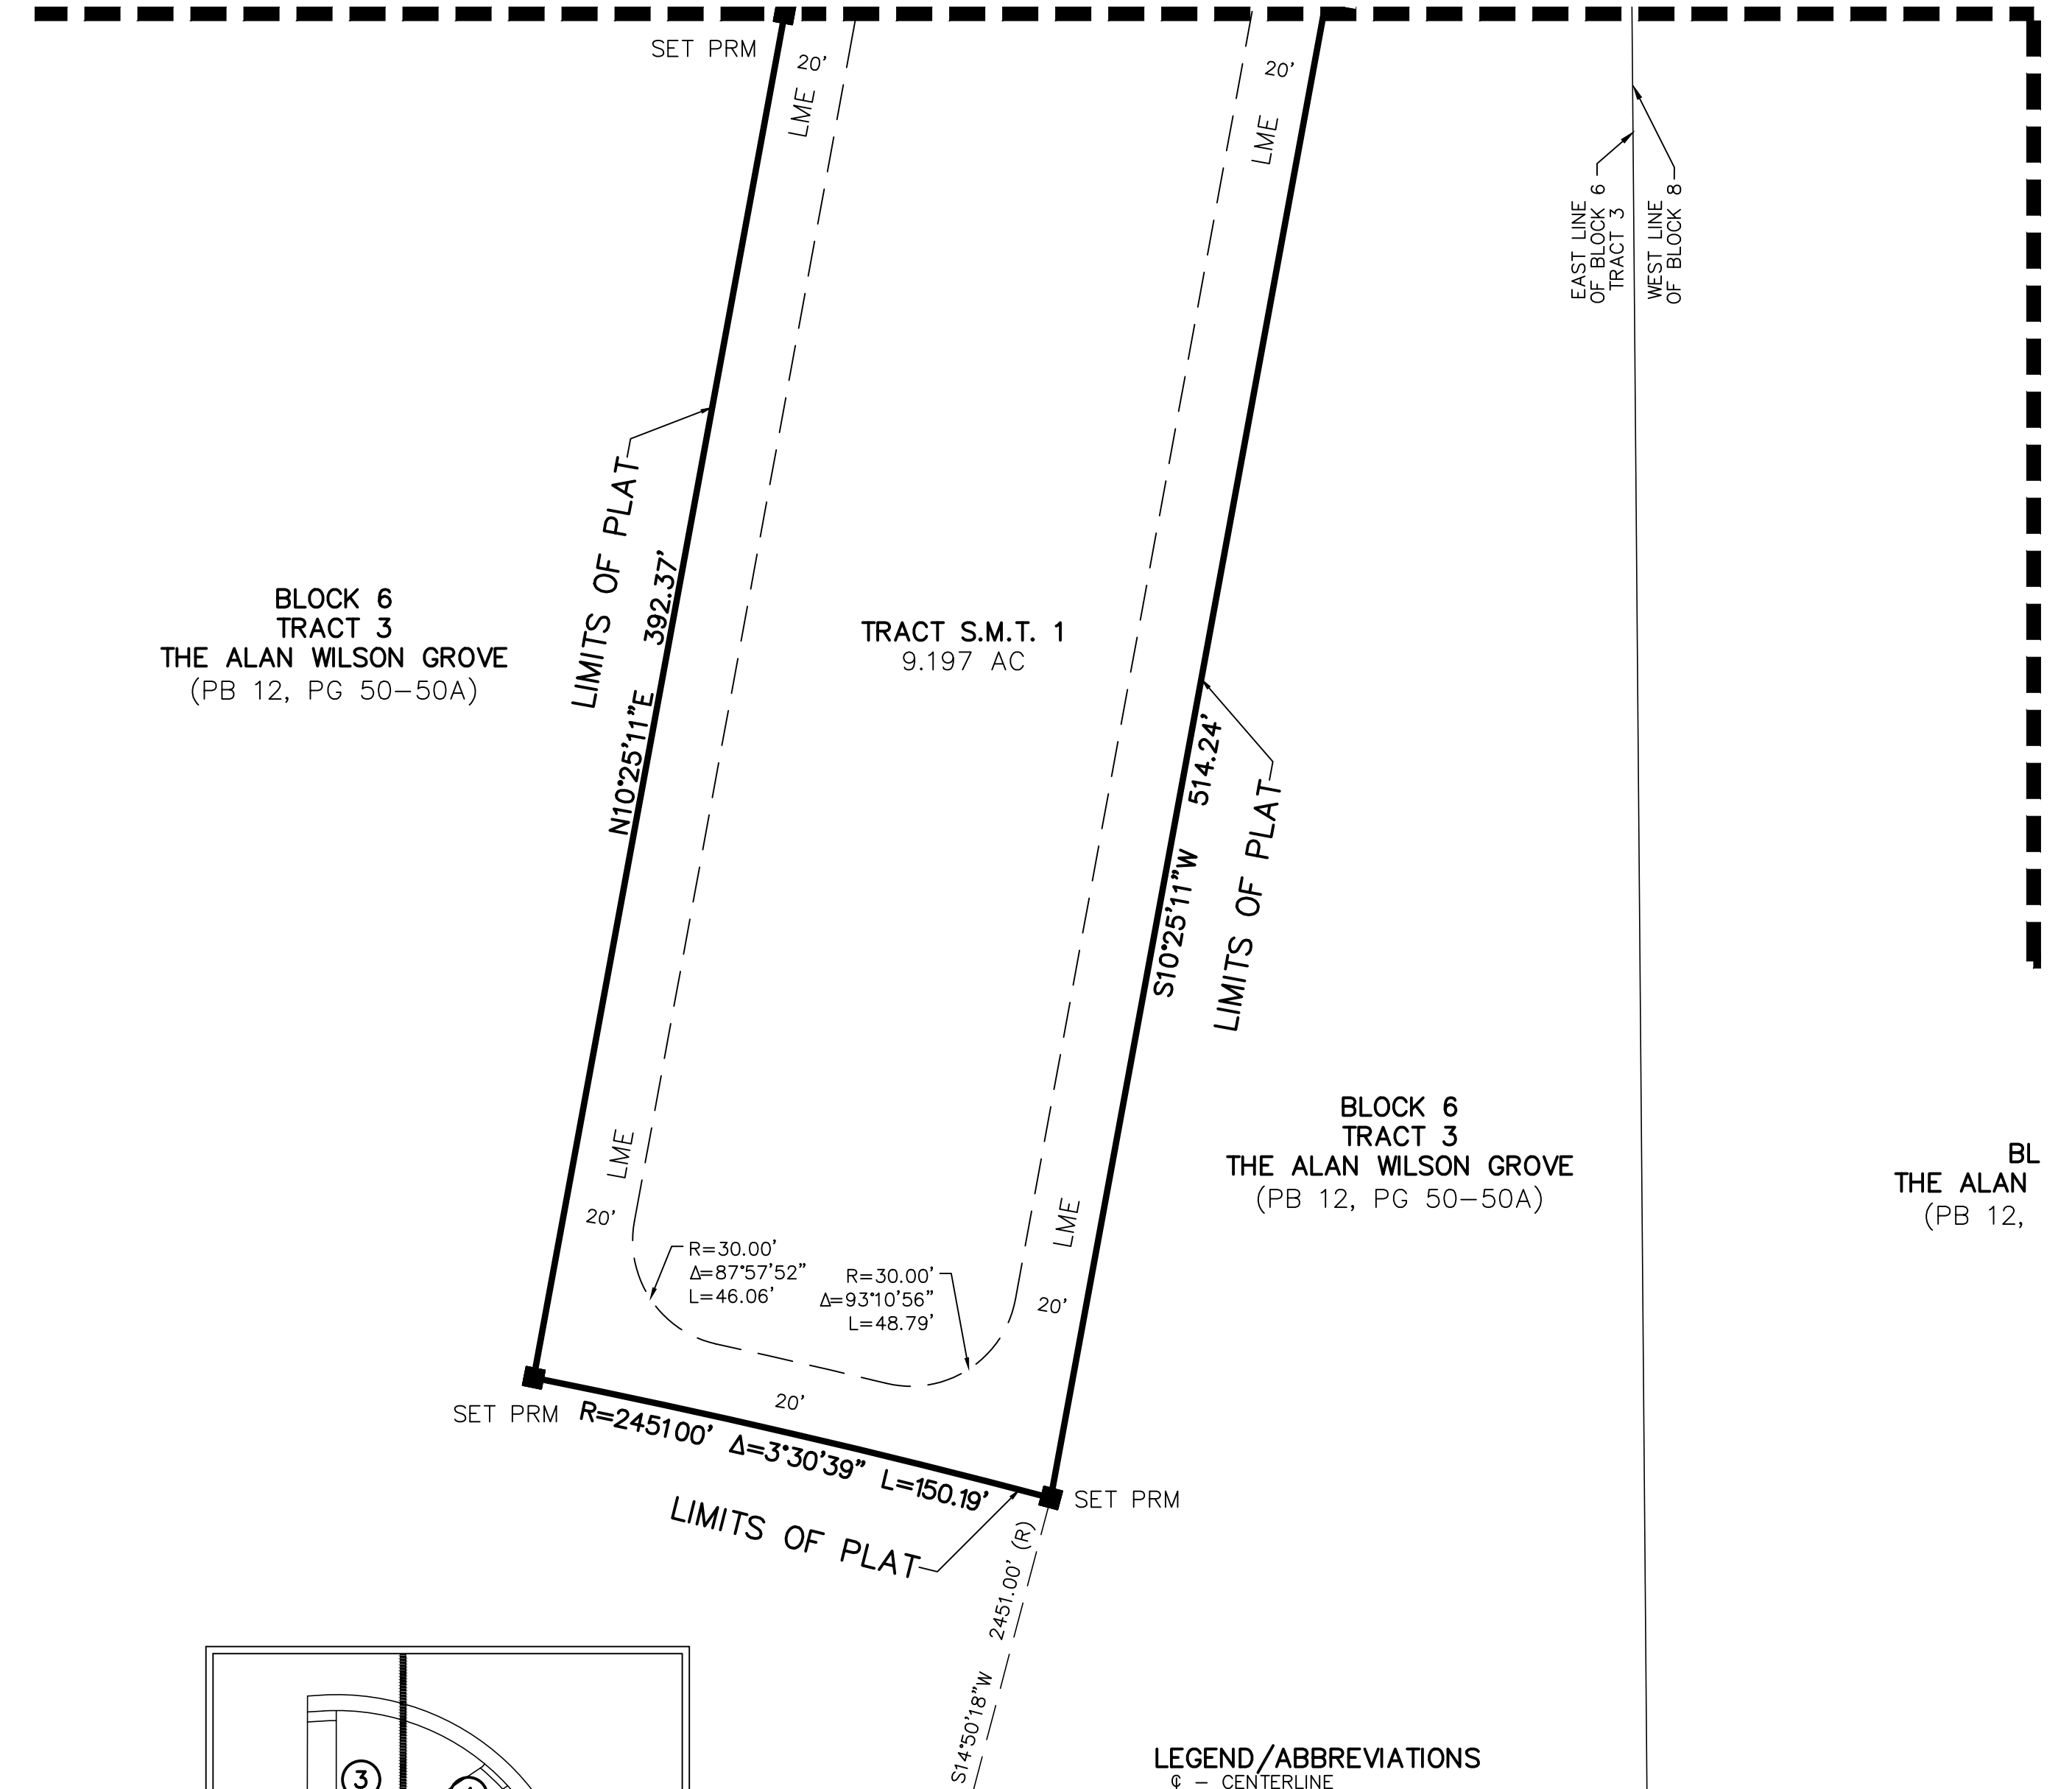 SET PRM
20'
LME
20'
LME
EAST LINE
OF BLOCK 6
TRACT 3
WEST LINE
OF BLOCK 8
LIMITS OF PLAT
N10°25'11"E 392.37'
BLOCK 6
TRACT 3
THE ALAN WILSON GROVE
(PB 12, PG 50-50A)
TRACT S.M.T. 1
9.197 AC
S10°25'11"W 514.24'
LIMITS OF PLAT
BLOCK 6
TRACT 3
THE ALAN WILSON GROVE
(PB 12, PG 50-50A)
BL
THE ALAN
(PB 12,
LME
20'
LME
20'
R=30.00'
Δ=87°57'52"
L=46.06'
R=30.00'
Δ=93°10'56"
L=48.79'
20'
SET PRM
R=2451 00' Δ=3°30'39" L=150.19'
SET PRM
LIMITS OF PLAT
S14°50'18"W 2451.00' (R)
3
LEGEND/ABBREVIATIONS
℄ - CENTERLINE